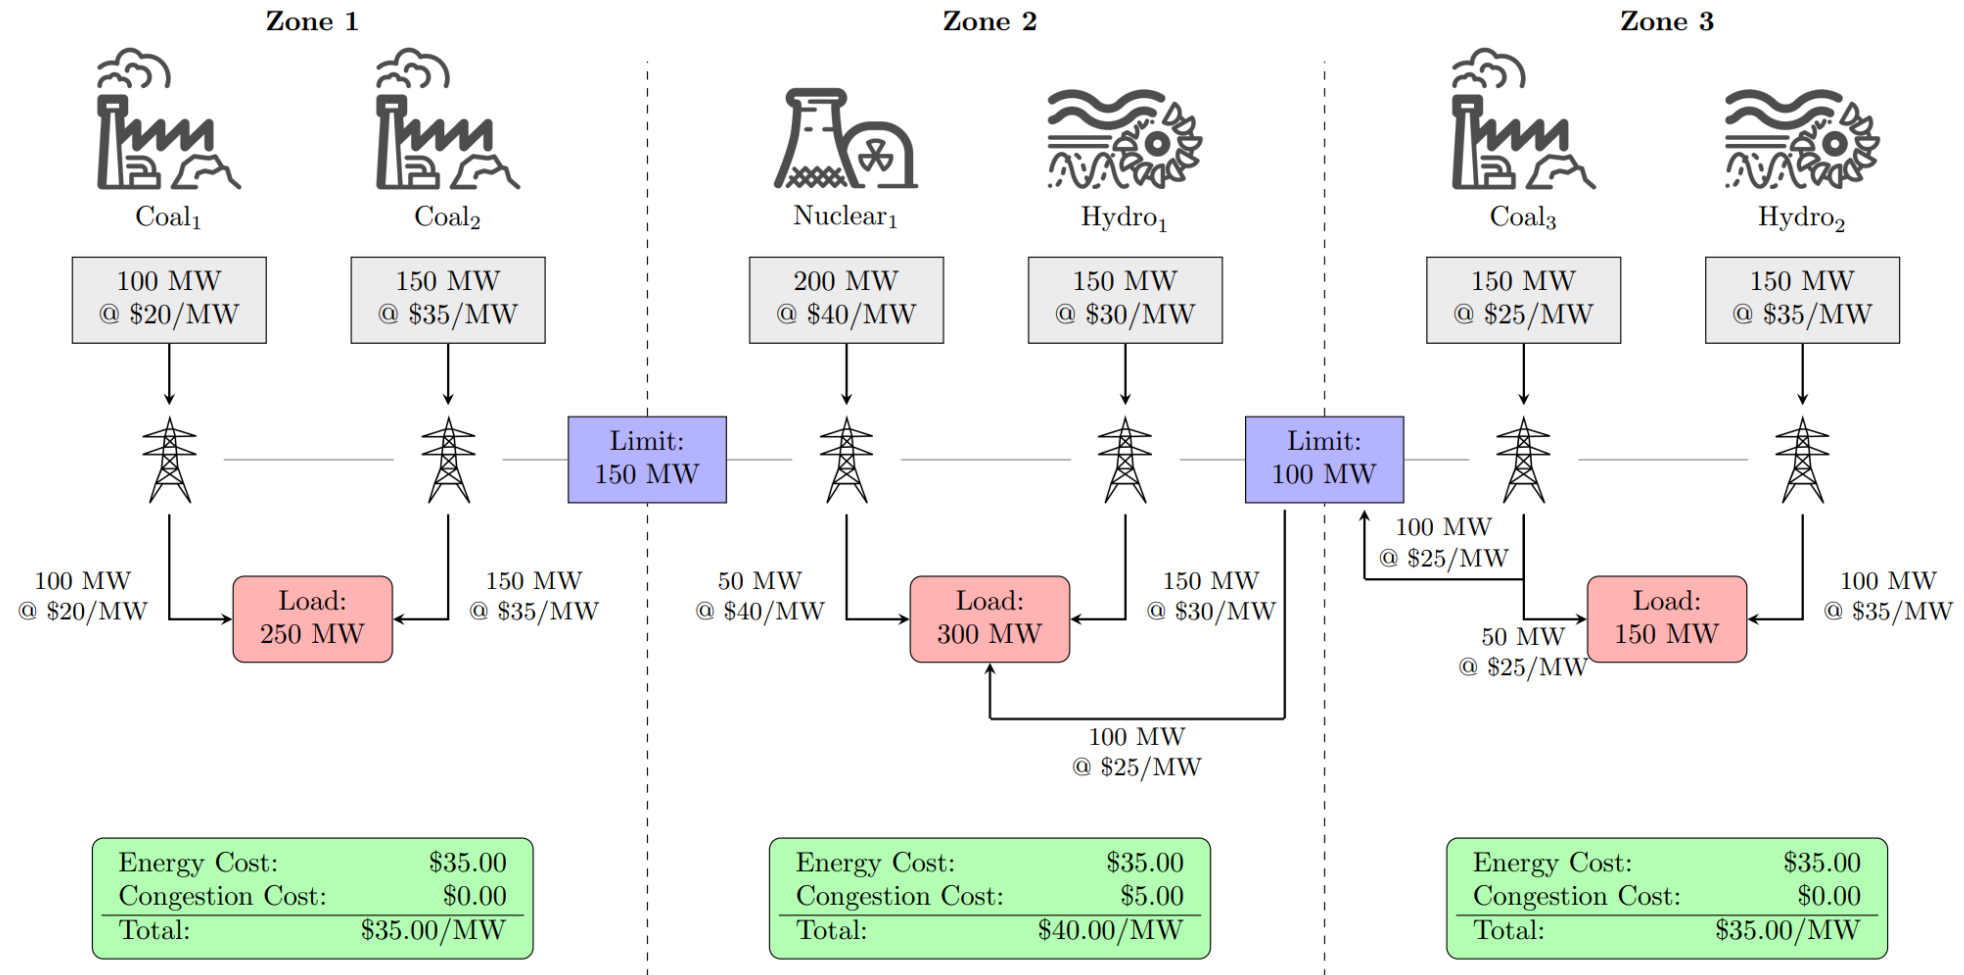 Zone 1
Zone 2
Zone 3
Coal₁
Coal₂
Nuclear₁
Hydro₁
Coal₃
Hydro₂
100 MW
@ $20/MW
150 MW
@ $35/MW
200 MW
@ $40/MW
150 MW
@ $30/MW
150 MW
@ $25/MW
150 MW
@ $35/MW
Limit:
150 MW
Limit:
100 MW
100 MW
@ $20/MW
Load:
250 MW
150 MW
@ $35/MW
50 MW
@ $40/MW
Load:
300 MW
150 MW
@ $30/MW
100 MW
@ $25/MW
100 MW
@ $25/MW
50 MW
@ $25/MW
Load:
150 MW
100 MW
@ $35/MW
Energy Cost: $35.00
Congestion Cost: $0.00
Total: $35.00/MW
Energy Cost: $35.00
Congestion Cost: $5.00
Total: $40.00/MW
Energy Cost: $35.00
Congestion Cost: $0.00
Total: $35.00/MW